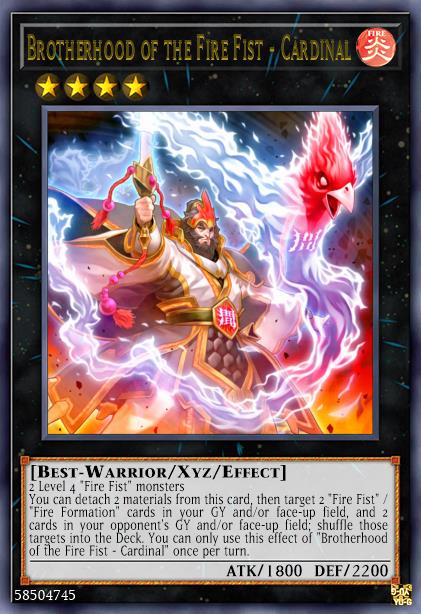 Brotherhood of the Fire Fist - Cardinal
FIRE
炎
[Best-Warrior/Xyz/Effect]
2 Level 4 "Fire Fist" monsters
You can detach 2 materials from this card, then target 2 "Fire Fist" /
"Fire Formation" cards in your GY and/or face-up field, and 2
cards in your opponent's GY and/or face-up field; shuffle those
targets into the Deck. You can only use this effect of "Brotherhood
of the Fire Fist - Cardinal" once per turn.
ATK/1800 DEF/2200
58504745